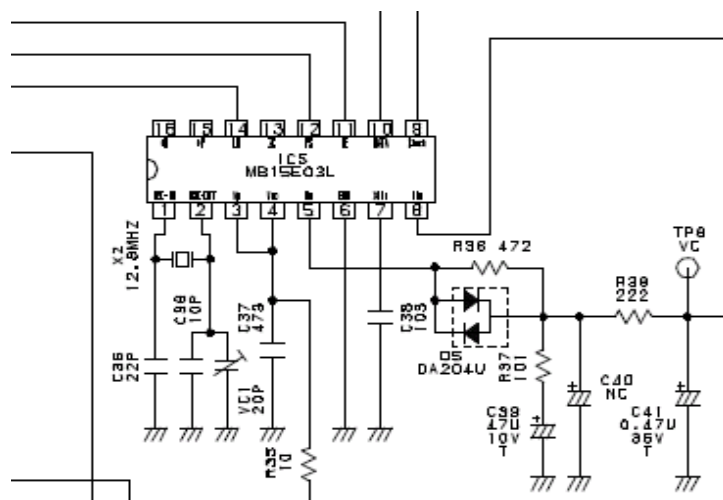 16 15 14 13 12 11 10 9
IC5
MB15E03L
1 2 3 4 5 6 7 8
X2
12.8MHZ
R36 472
TP8
VC
R38
222
C37
473
C38
103
C36
22P
VC1
20P
D5
DA204U
R37
101
C40
NC
C39
47U
10V
T
C41
0.47U
35V
T
R35
10